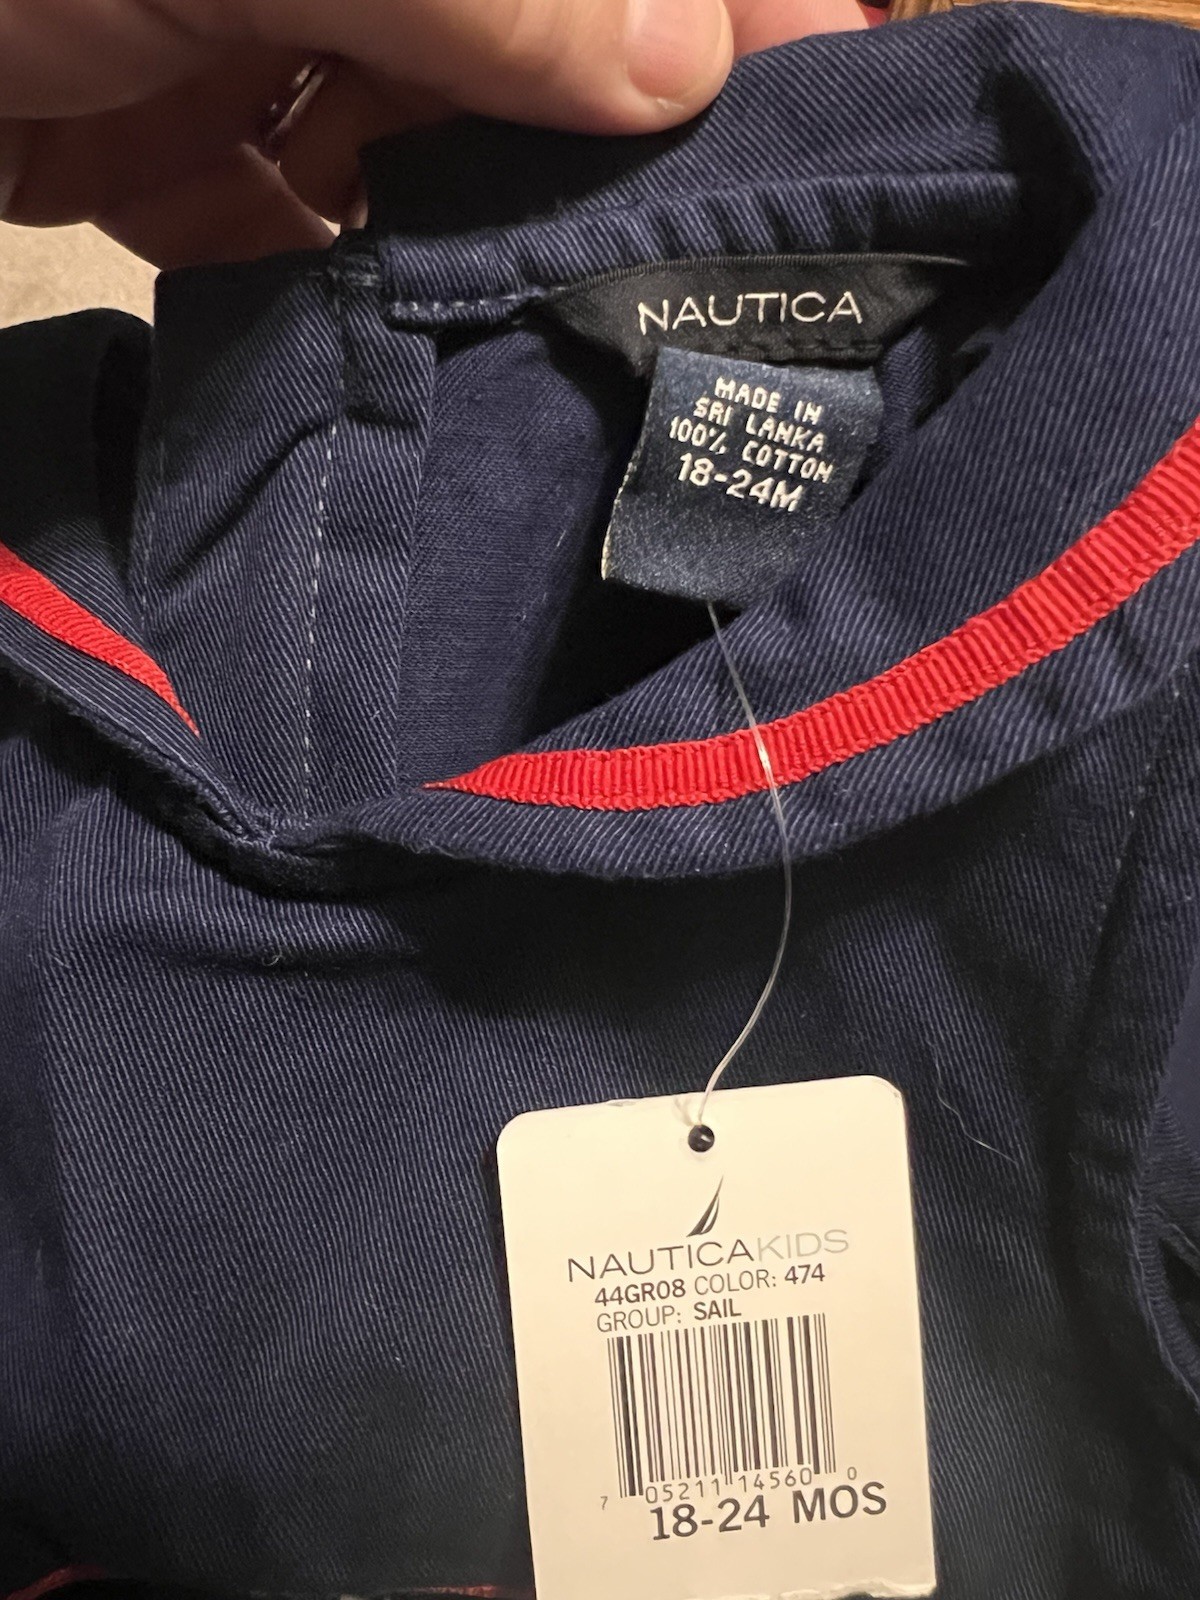 NAUTICA
MADE IN
SRI LANKA
100% COTTON
18-24M
NAUTICAKIDS
44GR08 COLOR: 474
GROUP: SAIL
7 05211 14560 0
18-24 MOS